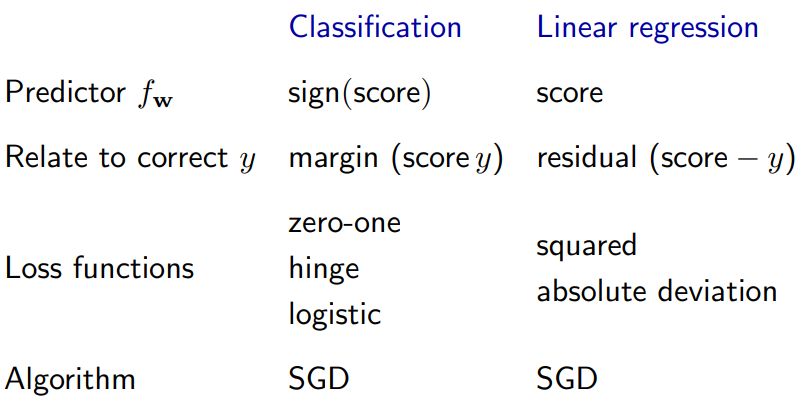 Classification Linear regression
Predictor f_w sign(score) score
Relate to correct y margin (score y) residual (score − y)
Loss functions
zero-one
hinge
logistic
squared
absolute deviation
Algorithm SGD SGD